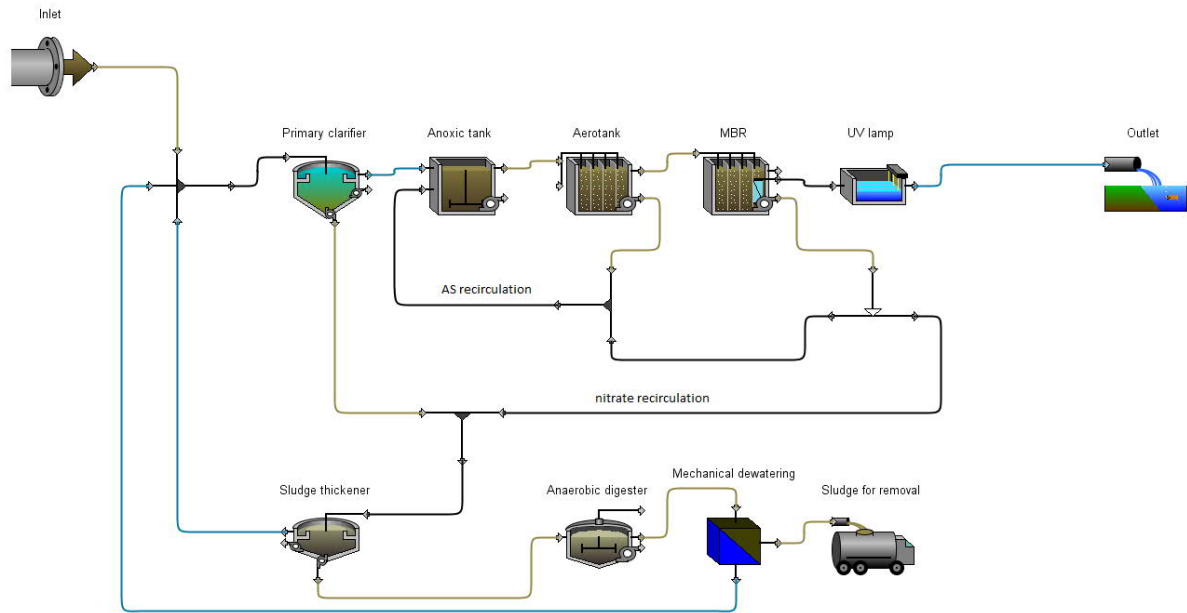 Inlet
Primary clarifier
Anoxic tank
Aerotank
MBR
UV lamp
Outlet
AS recirculation
nitrate recirculation
Sludge thickener
Anaerobic digester
Mechanical dewatering
Sludge for removal